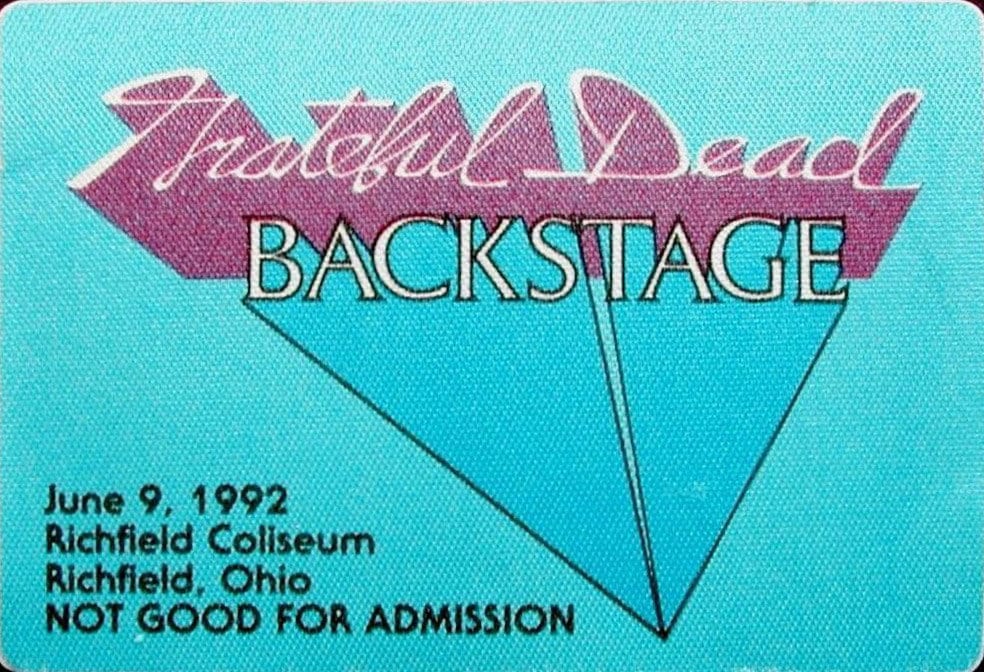 Grateful Dead
BACKSTAGE
June 9, 1992
Richfield Coliseum
Richfield, Ohio
NOT GOOD FOR ADMISSION